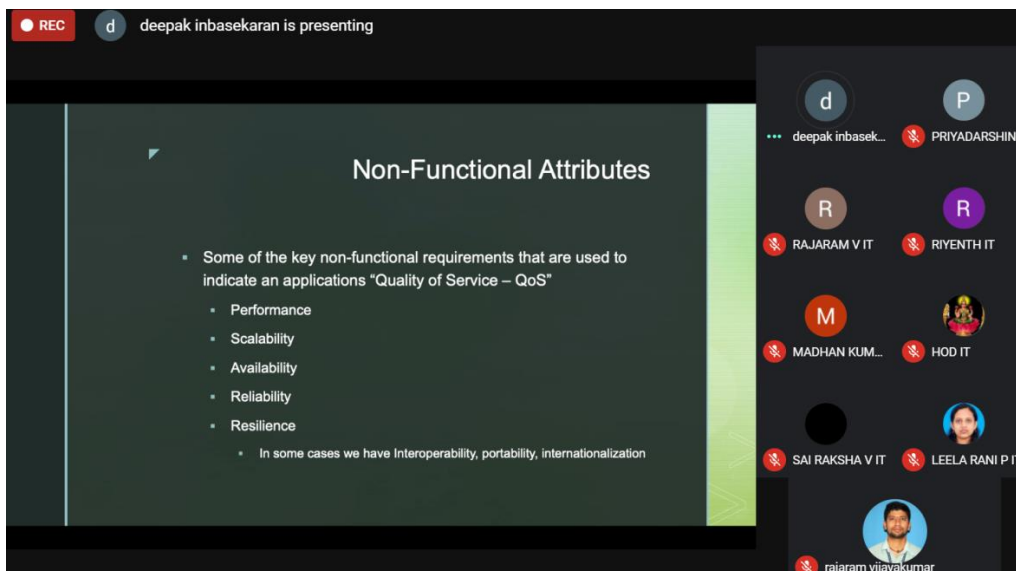 REC
d
deepak inbasekaran is presenting
Non-Functional Attributes
Some of the key non-functional requirements that are used to
indicate an applications “Quality of Service – QoS”
Performance
Scalability
Availability
Reliability
Resilience
In some cases we have Interoperability, portability, internationalization
d
P
deepak inbasek...
PRIYADARSHIN
R
R
RAJARAM V IT
RIYENTH IT
M
MADHAN KUM...
HOD IT
SAI RAKSHA V IT
LEELA RANI P IT
rajaram vijayakumar